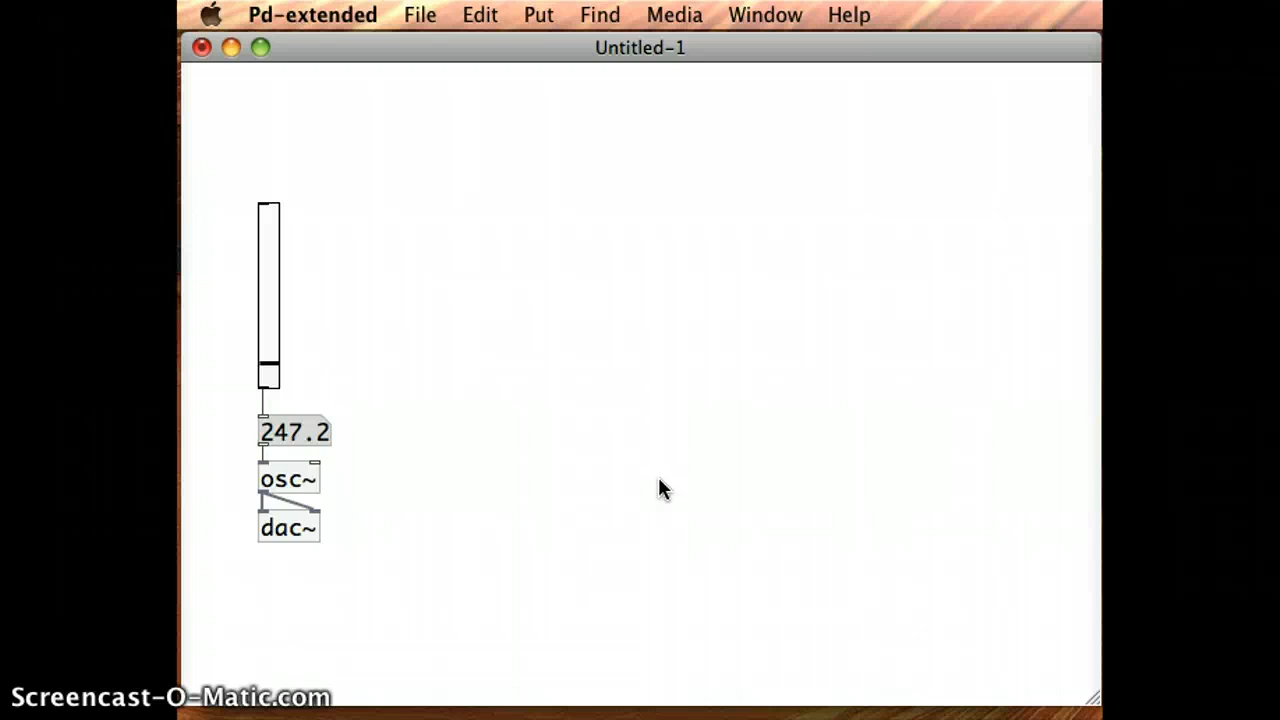 Pd-extended File Edit Put Find Media Window Help
Untitled-1
247.2
osc~
dac~
Screencast-O-Matic.com